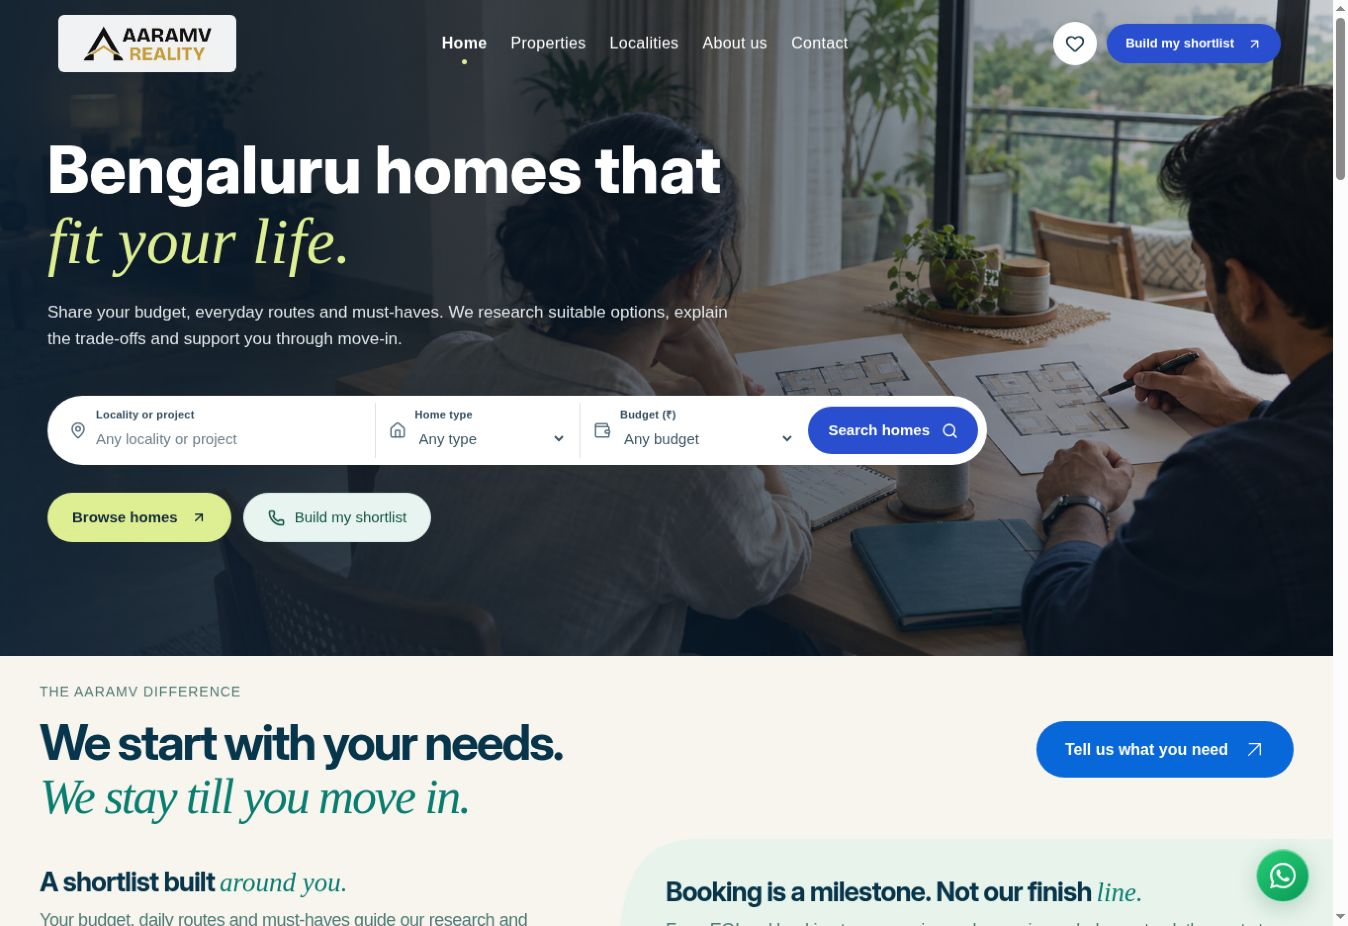 AARAMV
REALITY
Home
Properties
Localities
About us
Contact
Build my shortlist
Bengaluru homes that
fit your life.
Share your budget, everyday routes and must-haves. We research suitable options, explain
the trade-offs and support you through move-in.
Locality or project
Any locality or project
Home type
Any type
Budget (₹)
Any budget
Search homes
Browse homes
Build my shortlist
THE AARAMV DIFFERENCE
We start with your needs.
We stay till you move in.
Tell us what you need
A shortlist built around you.
Your budget, daily routes and must-haves guide our research and
Booking is a milestone. Not our finish line.